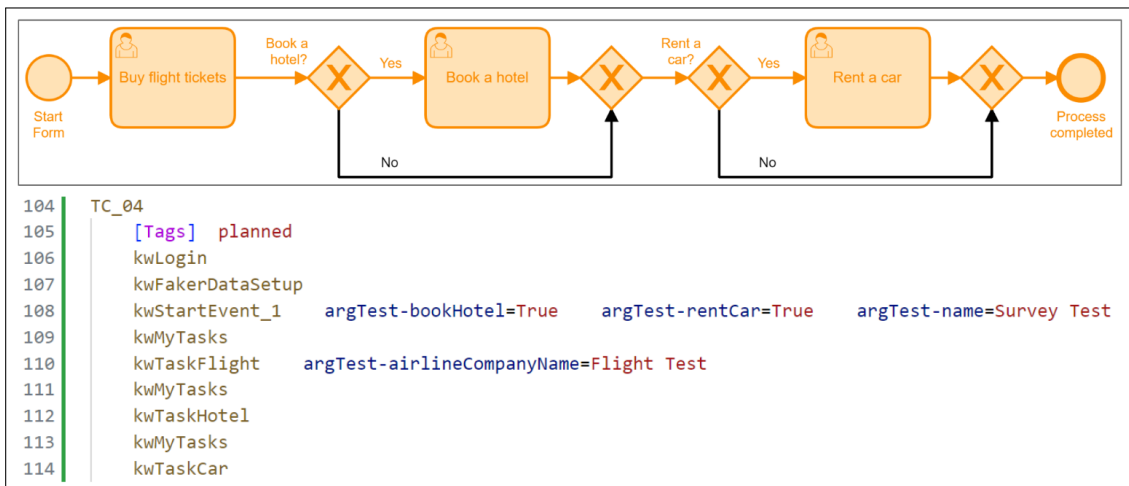 Book a
hotel?
Rent a
car?
Buy flight tickets
Yes
Book a hotel
Yes
Rent a car
Start
Form
Process
completed
No
No
104 TC_04
105 [Tags] planned
106 kwLogin
107 kwFakerDataSetup
108 kwStartEvent_1 argTest-bookHotel=True argTest-rentCar=True argTest-name=Survey Test
109 kwMyTasks
110 kwTaskFlight argTest-airlineCompanyName=Flight Test
111 kwMyTasks
112 kwTaskHotel
113 kwMyTasks
114 kwTaskCar